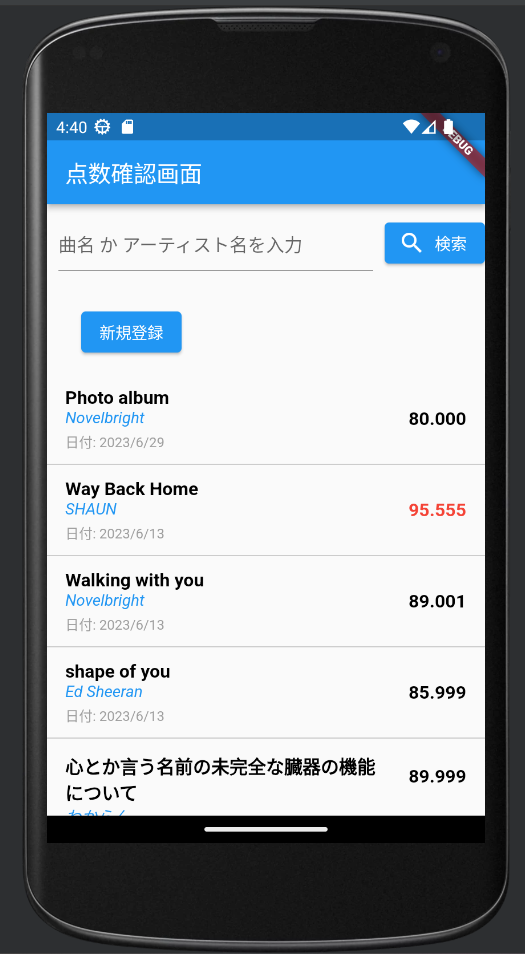 4:40
DEBUG
点数確認画面
曲名 か アーティスト名を入力
検索
新規登録
Photo album
Novelbright
80.000
日付: 2023/6/29
Way Back Home
SHAUN
95.555
日付: 2023/6/13
Walking with you
Novelbright
89.001
日付: 2023/6/13
shape of you
Ed Sheeran
85.999
日付: 2023/6/13
心とか言う名前の未完全な臓器の機能
について
89.999